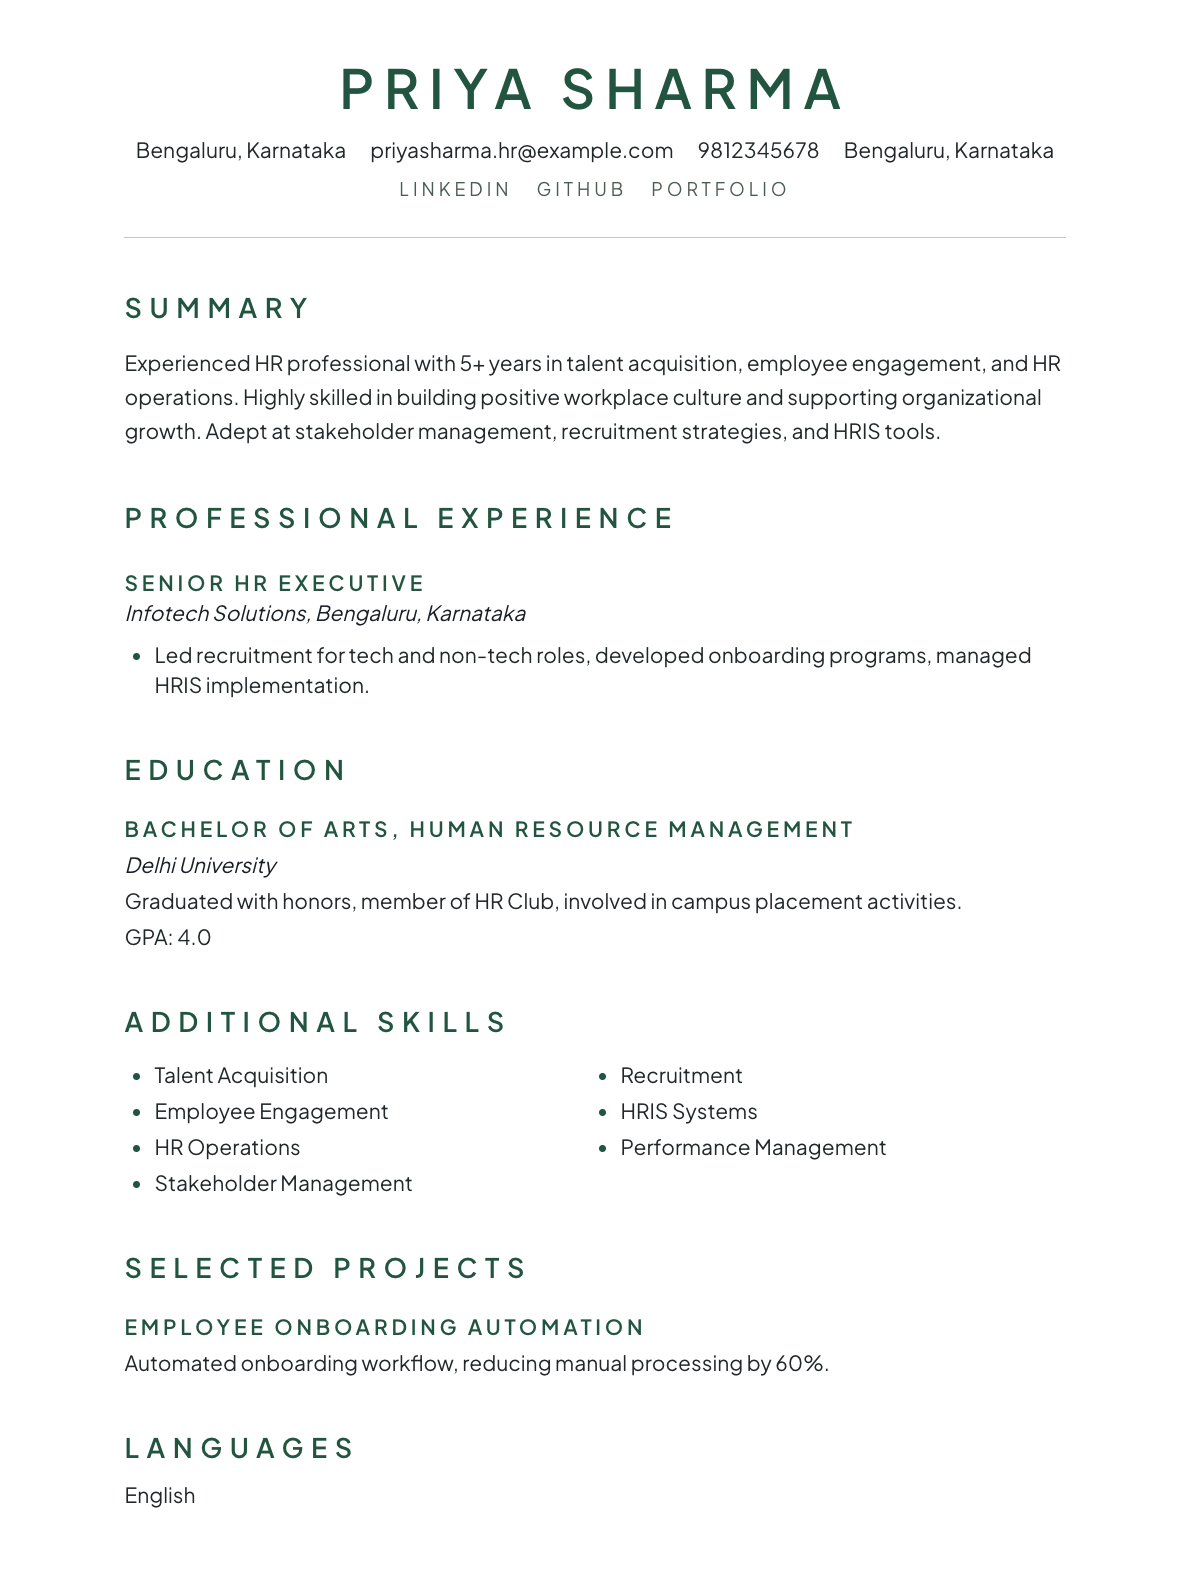 PRIYA SHARMA
Bengaluru, Karnataka priyasharma.hr@example.com 9812345678 Bengaluru, Karnataka
LINKEDIN GITHUB PORTFOLIO
SUMMARY
Experienced HR professional with 5+ years in talent acquisition, employee engagement, and HR
operations. Highly skilled in building positive workplace culture and supporting organizational
growth. Adept at stakeholder management, recruitment strategies, and HRIS tools.
PROFESSIONAL EXPERIENCE
SENIOR HR EXECUTIVE
Infotech Solutions, Bengaluru, Karnataka
• Led recruitment for tech and non-tech roles, developed onboarding programs, managed
HRIS implementation.
EDUCATION
BACHELOR OF ARTS, HUMAN RESOURCE MANAGEMENT
Delhi University
Graduated with honors, member of HR Club, involved in campus placement activities.
GPA: 4.0
ADDITIONAL SKILLS
• Talent Acquisition
• Employee Engagement
• HR Operations
• Stakeholder Management
• Recruitment
• HRIS Systems
• Performance Management
SELECTED PROJECTS
EMPLOYEE ONBOARDING AUTOMATION
Automated onboarding workflow, reducing manual processing by 60%.
LANGUAGES
English